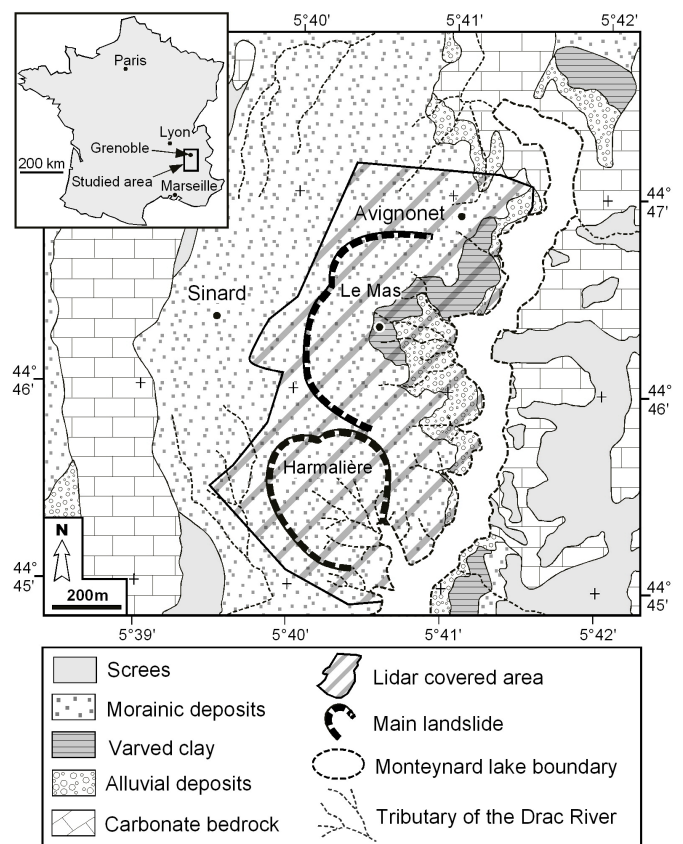 5°40'
5°41'
5°42'
Paris
Lyon
Grenoble
200 km
Studied area
Marseille
44°
47'
Avignonet
Le Mas
Sinard
44°
46'
44°
46'
Harmalière
N
44°
45'
200m
44°
45'
5°39'
5°40'
5°41'
5°42'
Screes
Lidar covered area
Morainic deposits
Main landslide
Varved clay
Monteynard lake boundary
Alluvial deposits
Tributary of the Drac River
Carbonate bedrock